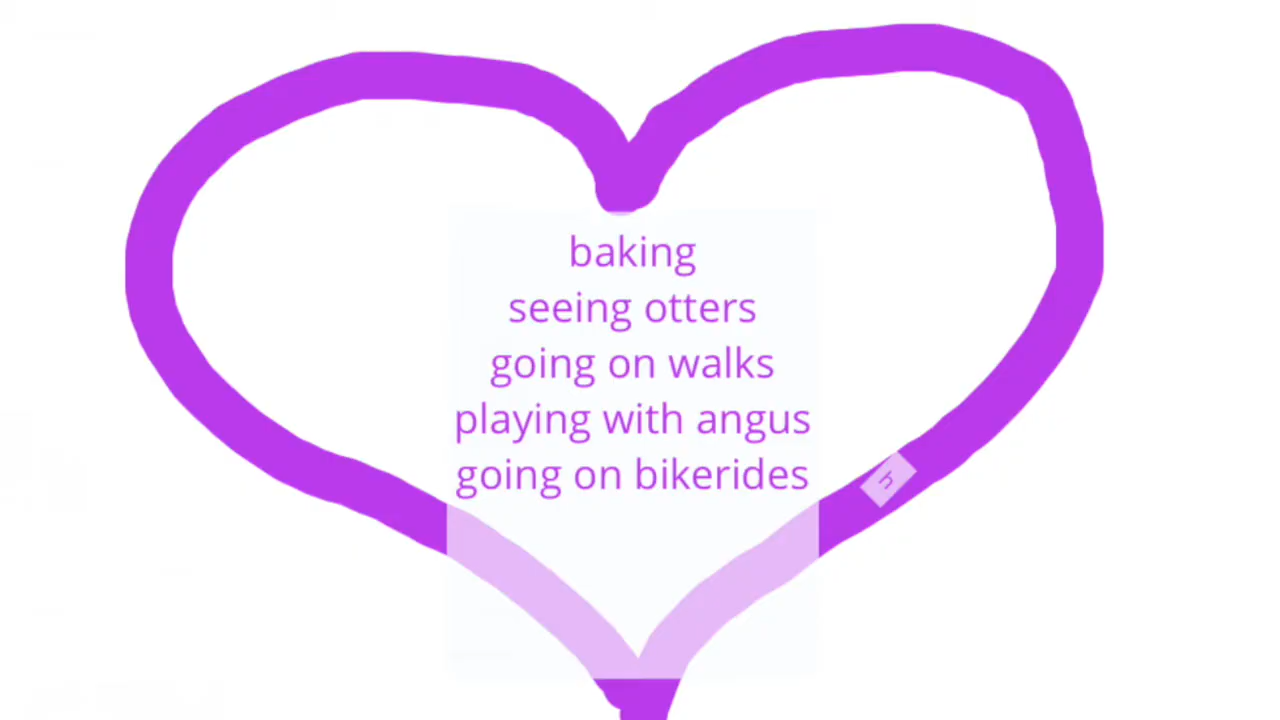 baking
seeing otters
going on walks
playing with angus
going on bikerides